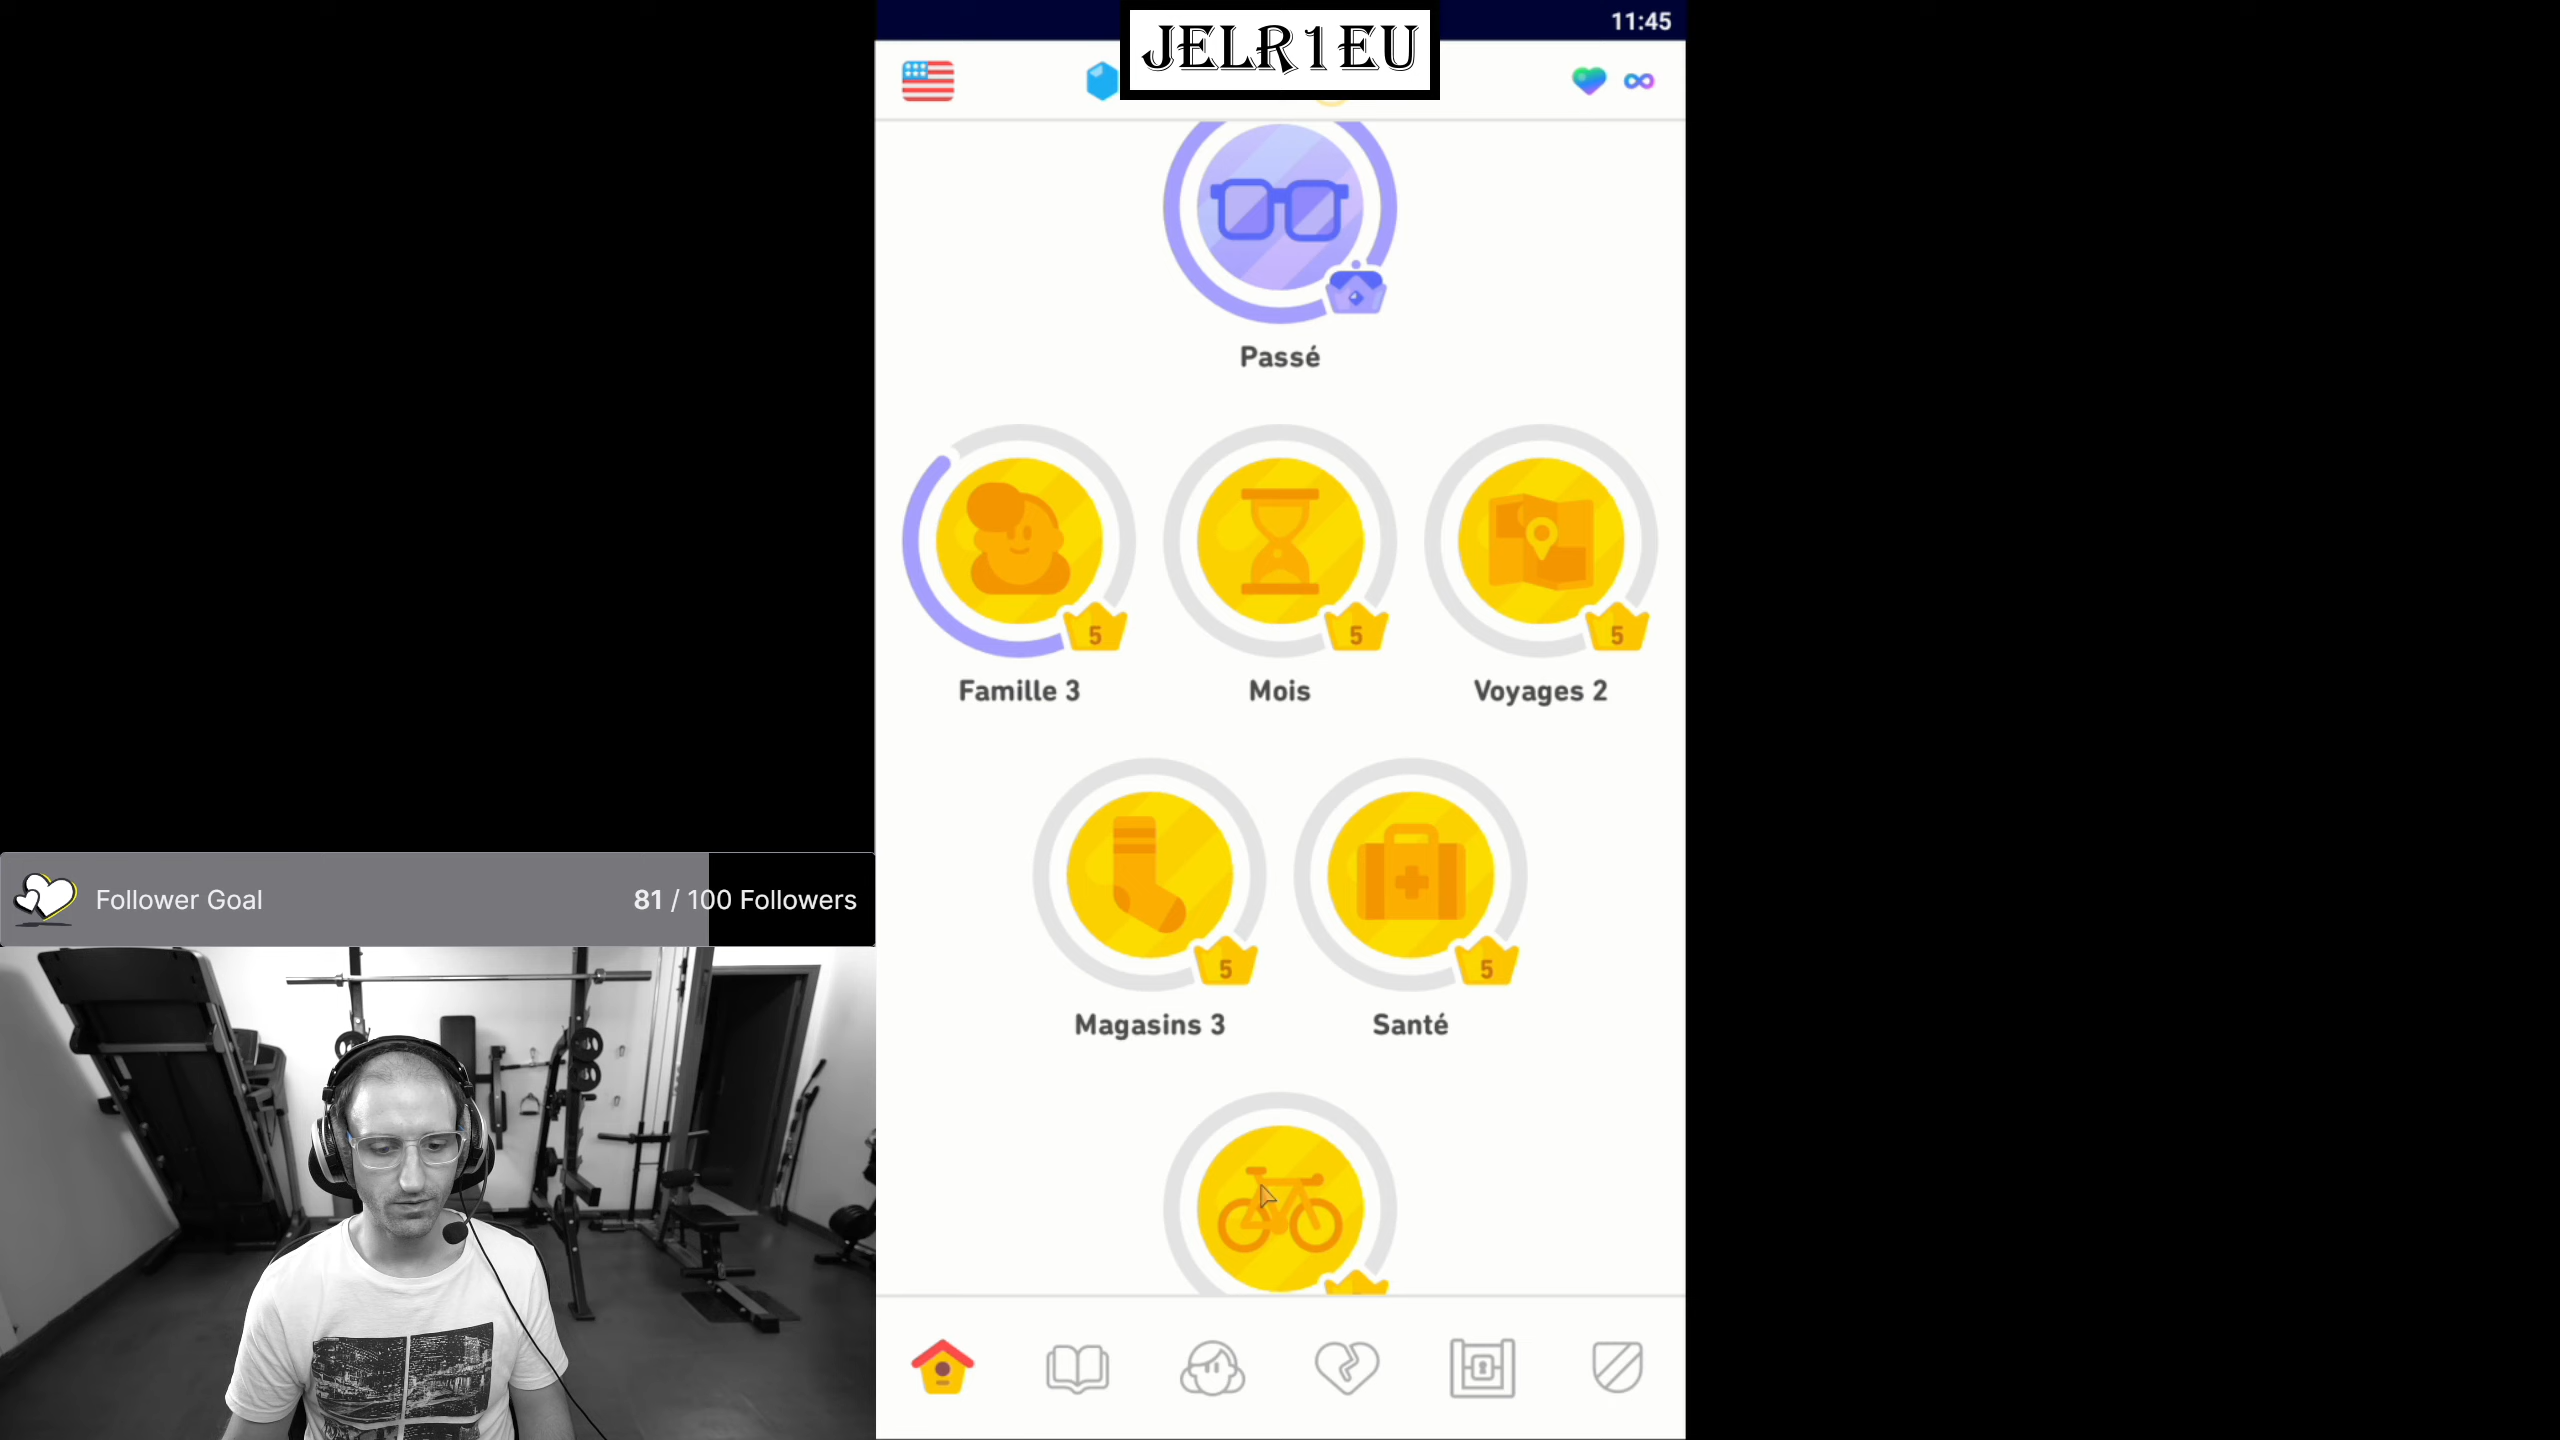 11:45
JELR1EU
Passé
5
5
5
Famille 3
Mois
Voyages 2
5
5
Magasins 3
Santé
Follower Goal
81 / 100 Followers